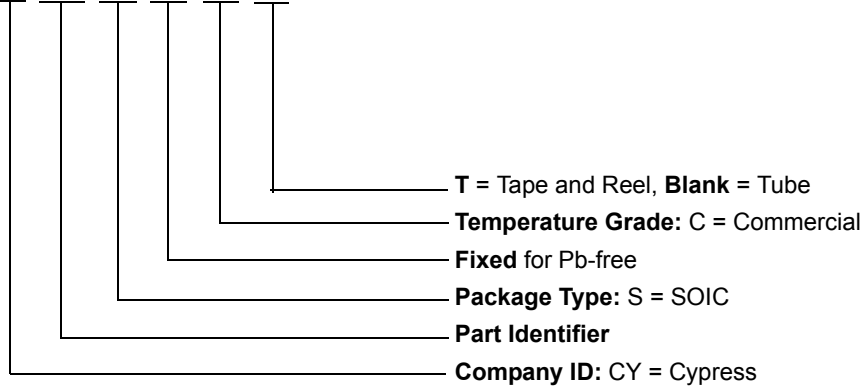 T = Tape and Reel, Blank = Tube
Temperature Grade: C = Commercial
Fixed for Pb-free
Package Type: S = SOIC
Part Identifier
Company ID: CY = Cypress